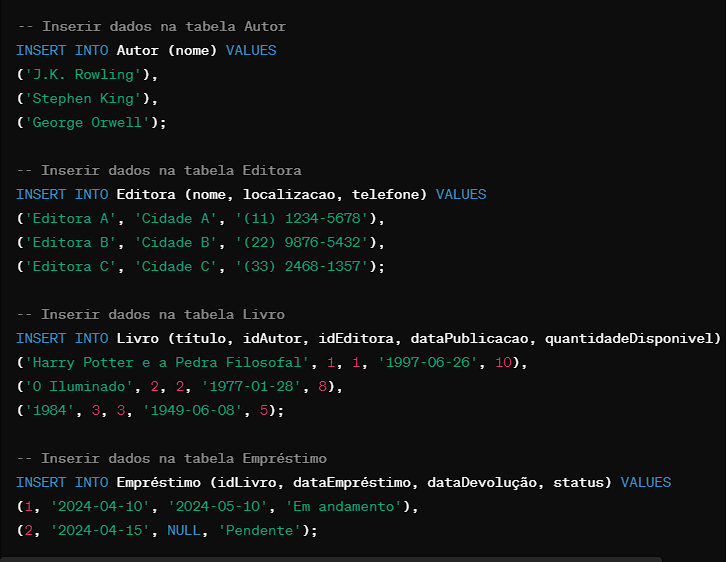 -- Inserir dados na tabela Autor
INSERT INTO Autor (nome) VALUES
('J.K. Rowling'),
('Stephen King'),
('George Orwell');
-- Inserir dados na tabela Editora
INSERT INTO Editora (nome, localizacao, telefone) VALUES
('Editora A', 'Cidade A', '(11) 1234-5678'),
('Editora B', 'Cidade B', '(22) 9876-5432'),
('Editora C', 'Cidade C', '(33) 2468-1357');
-- Inserir dados na tabela Livro
INSERT INTO Livro (título, idAutor, idEditora, dataPublicacao, quantidadeDisponivel)
('Harry Potter e a Pedra Filosofal', 1, 1, '1997-06-26', 10),
('O Iluminado', 2, 2, '1977-01-28', 8),
('1984', 3, 3, '1949-06-08', 5);
-- Inserir dados na tabela Empréstimo
INSERT INTO Empréstimo (idLivro, dataEmpréstimo, dataDevolução, status) VALUES
(1, '2024-04-10', '2024-05-10', 'Em andamento'),
(2, '2024-04-15', NULL, 'Pendente');